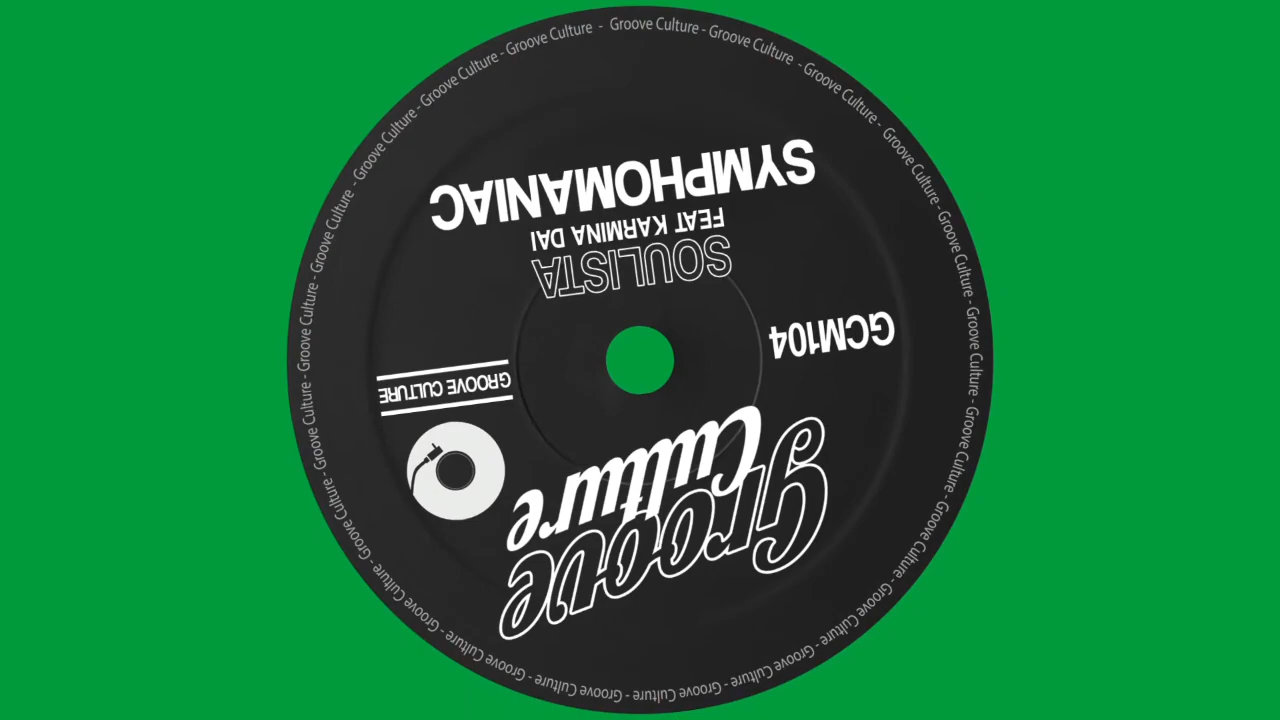 Groove
Culture
GCM104
GROOVE CULTURE
SOULISTA
FEAT KARMINA DAI
SYMPHOMANIAC
Groove Culture - Groove Culture - Groove Culture - Groove Culture - Groove Culture - Groove Culture - Groove Culture - Groove Culture - Groove Culture - Groove Culture - Groove Culture - Groove Culture - Groove Culture - Groove Culture - Groove Culture - Groove Culture - Groove Culture - Groove Culture - Groove Culture - Groove Culture - Groove Culture - Groove Culture -